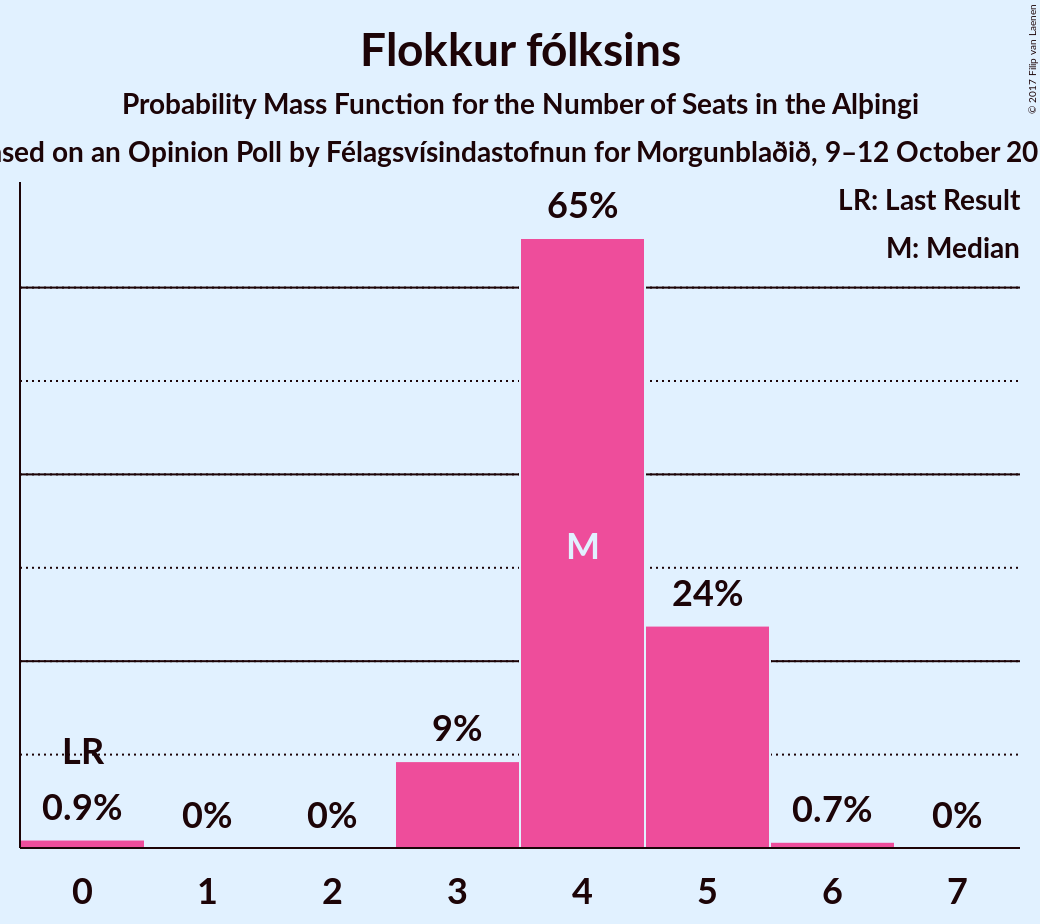 Flokkur fólksins
Probability Mass Function for the Number of Seats in the Alþingi
on an Opinion Poll by Félagsvísindastofnun for Morgunblaðið, 9–12 October
© 2017 Filip van Laenen
LR: Last Result
M: Median
65%
M
24%
9%
LR
0.9%
0%
0%
0.7%
0%
0
1
2
3
4
5
6
7